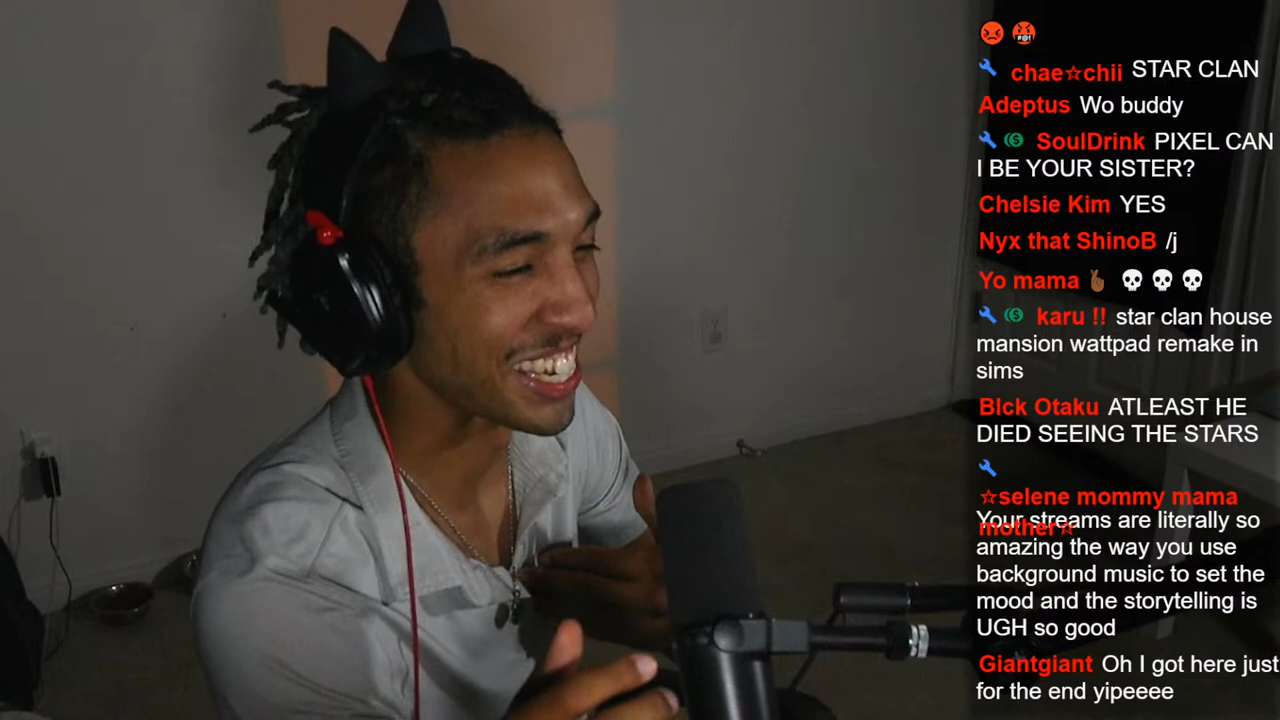 chae☆chii STAR CLAN
Adeptus Wo buddy
SoulDrink PIXEL CAN
I BE YOUR SISTER?
Chelsie Kim YES
Nyx that ShinoB /j
Yo mama
karu !! star clan house
mansion wattpad remake in
sims
Blck Otaku ATLEAST HE
DIED SEEING THE STARS
☆selene mommy mama
mother☆
Your streams are literally so
amazing the way you use
background music to set the
mood and the storytelling is
UGH so good
Giantgiant Oh I got here just
for the end yipeeee